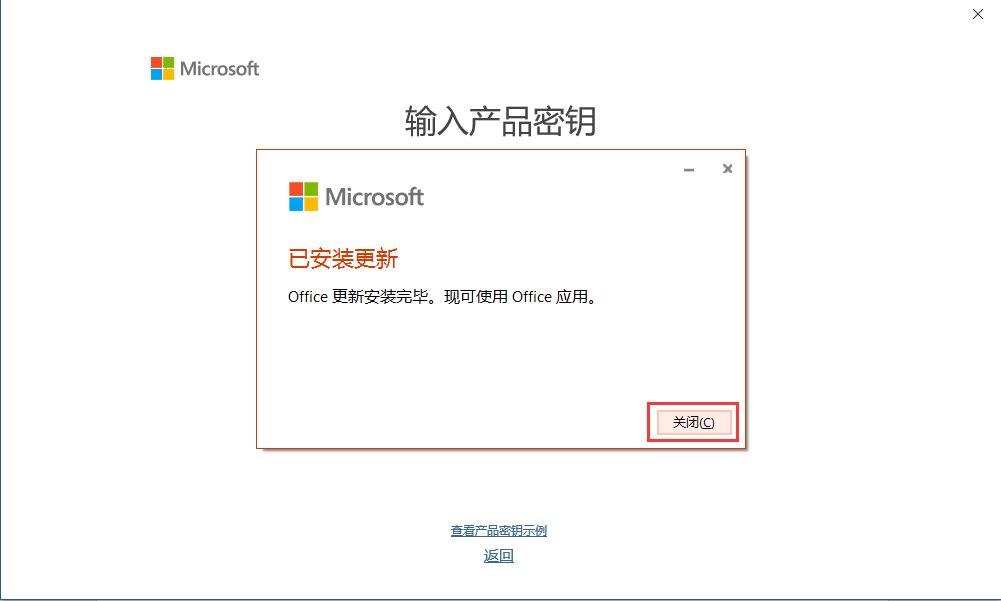 Microsoft
输入产品密钥
Microsoft
已安装更新
Office 更新安装完毕。现可使用 Office 应用。
关闭(C)
查看产品密钥示例
返回